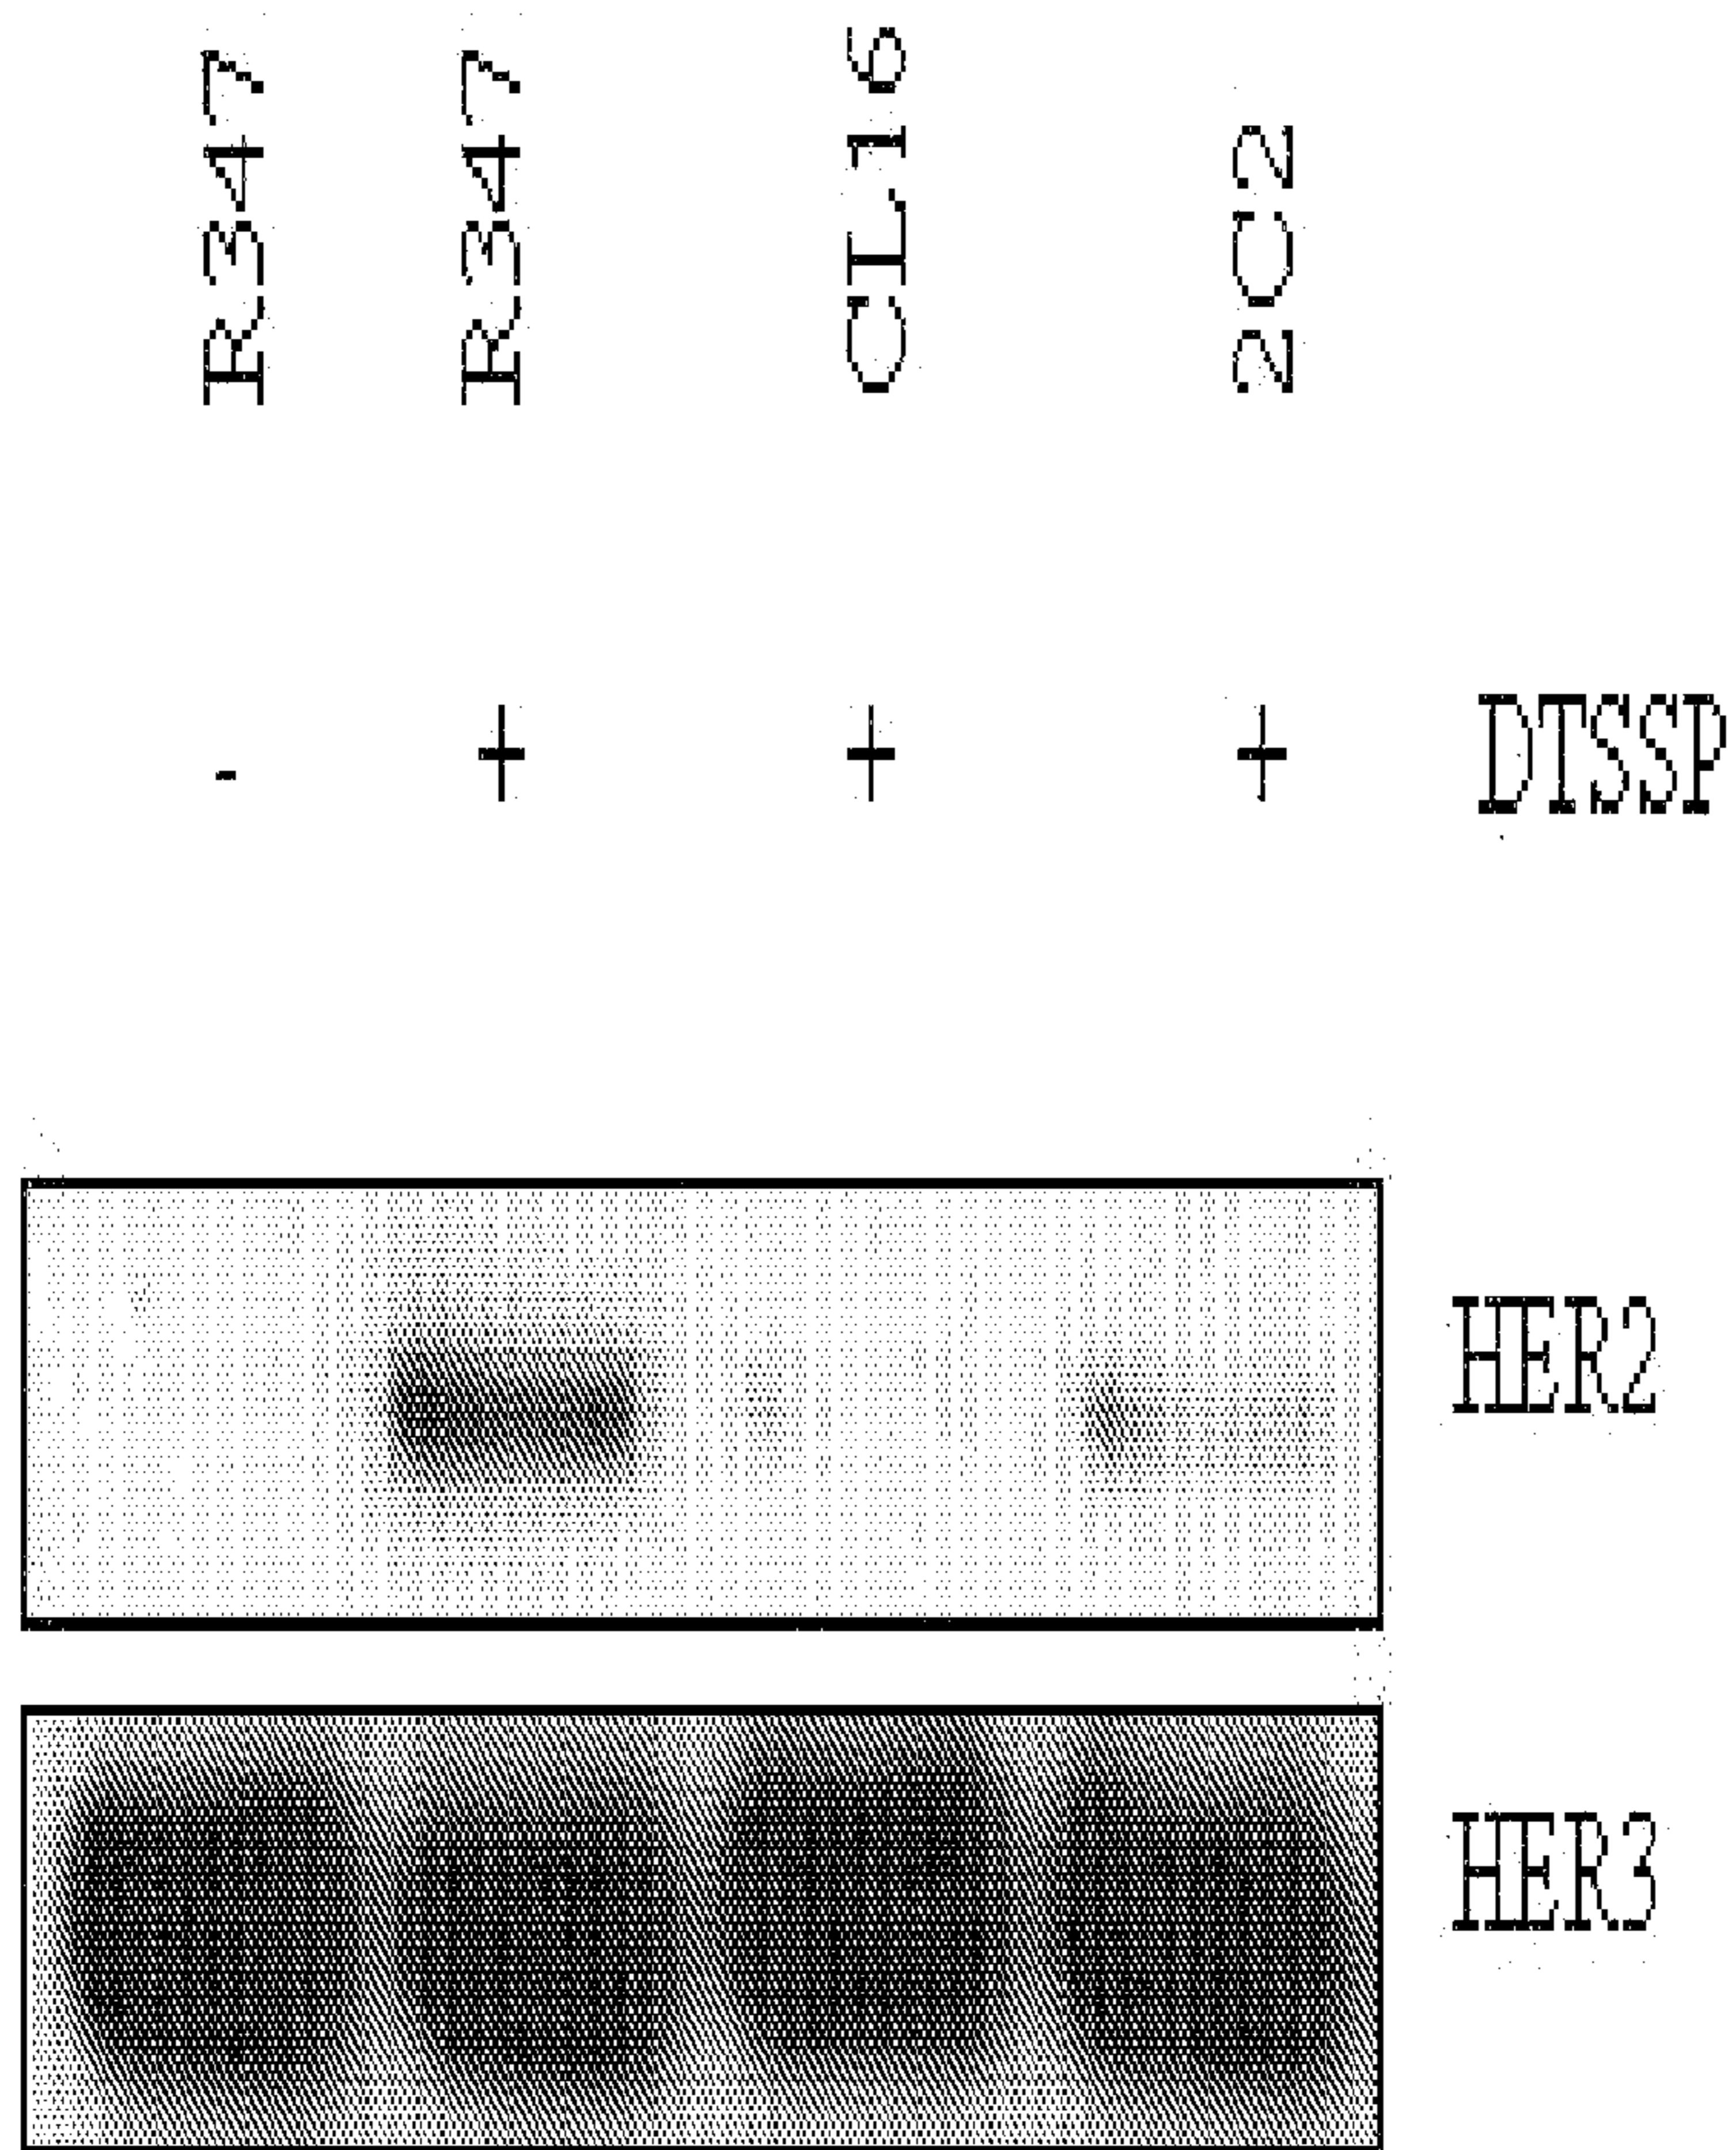 R347
R347
CL16
2C2
- + + + DTSSP
HER2
HER3